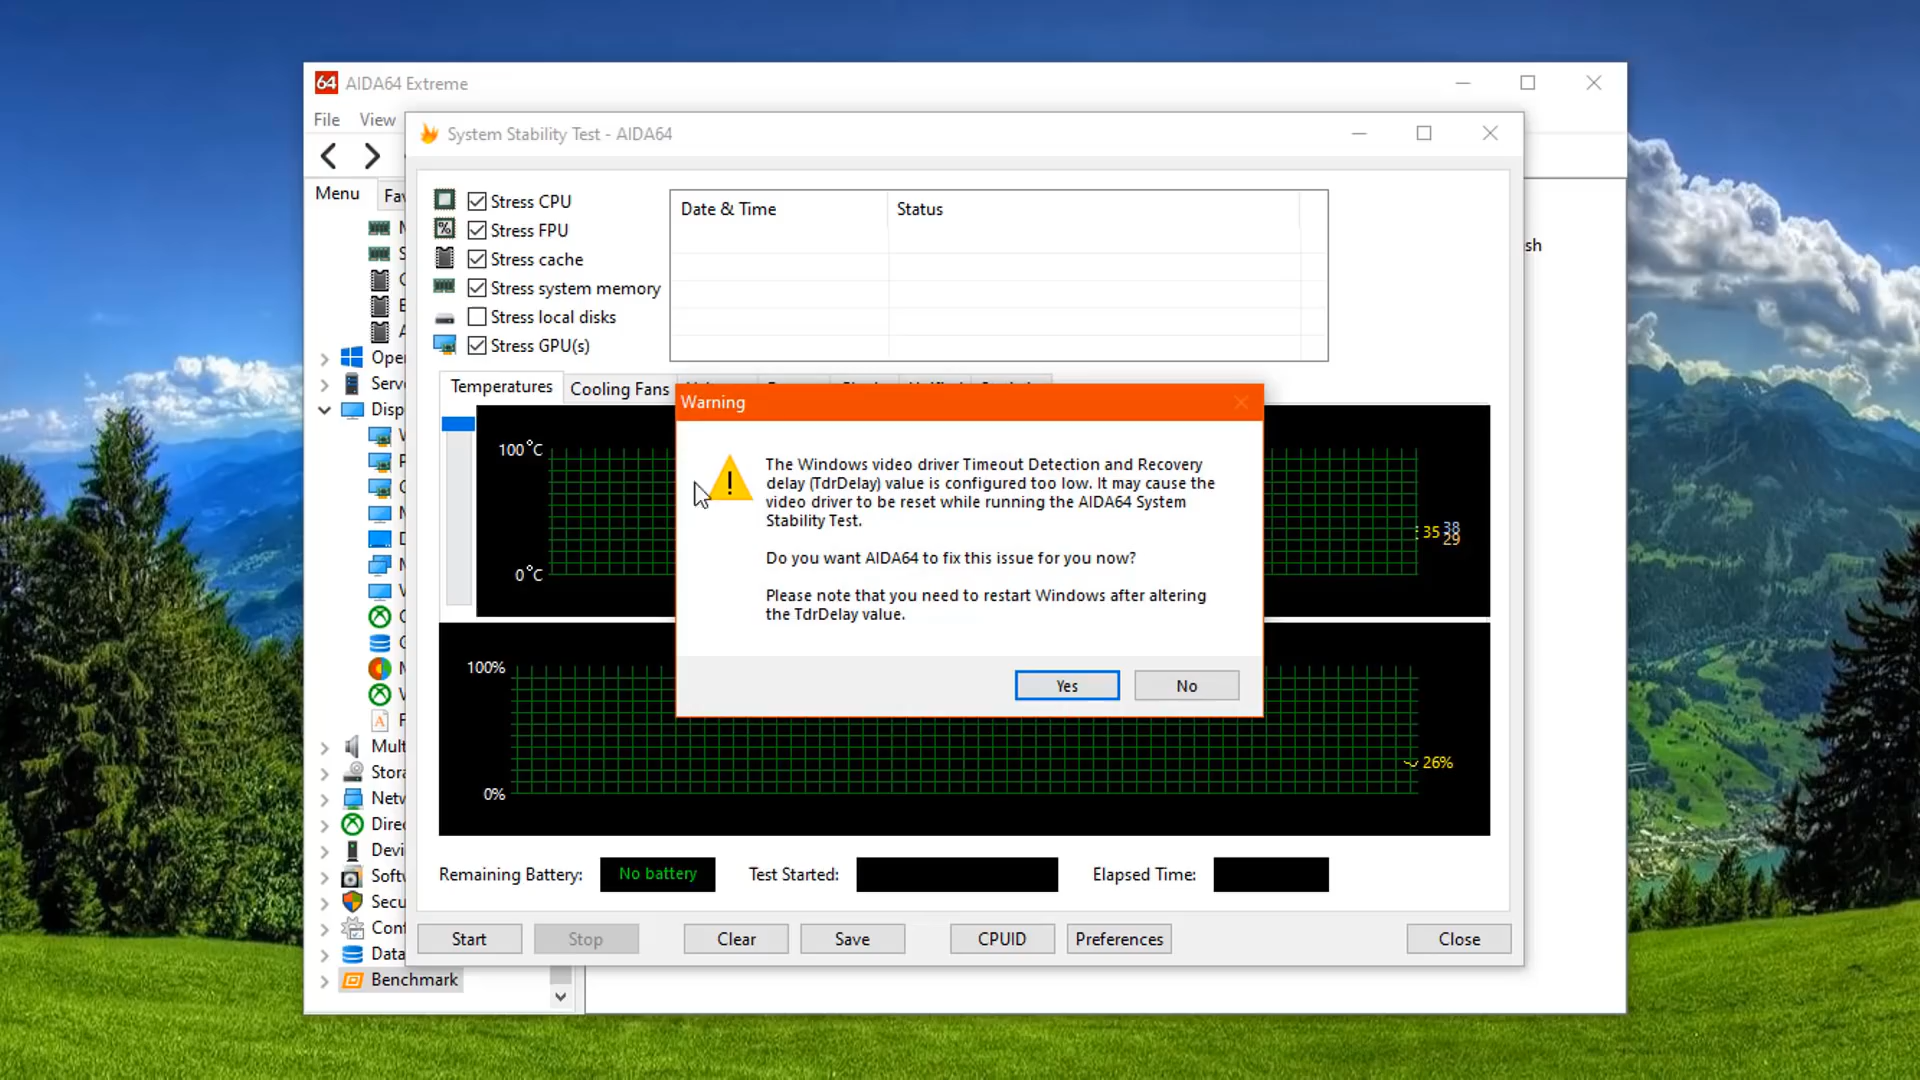 64 AIDA64 Extreme
File View
System Stability Test - AIDA64
Menu
Stress CPU
Stress FPU
Stress cache
Stress system memory
Stress local disks
Stress GPU(s)
Date & Time Status
sh
Temperatures Cooling Fans
Warning
The Windows video driver Timeout Detection and Recovery
delay (TdrDelay) value is configured too low. It may cause the
video driver to be reset while running the AIDA64 System
Stability Test.
Do you want AIDA64 to fix this issue for you now?
Please note that you need to restart Windows after altering
the TdrDelay value.
Yes No
100°C
0°C
35 38
29
100%
0%
26%
Remaining Battery: No battery Test Started: Elapsed Time:
Start Stop Clear Save CPUID Preferences Close
Benchmark